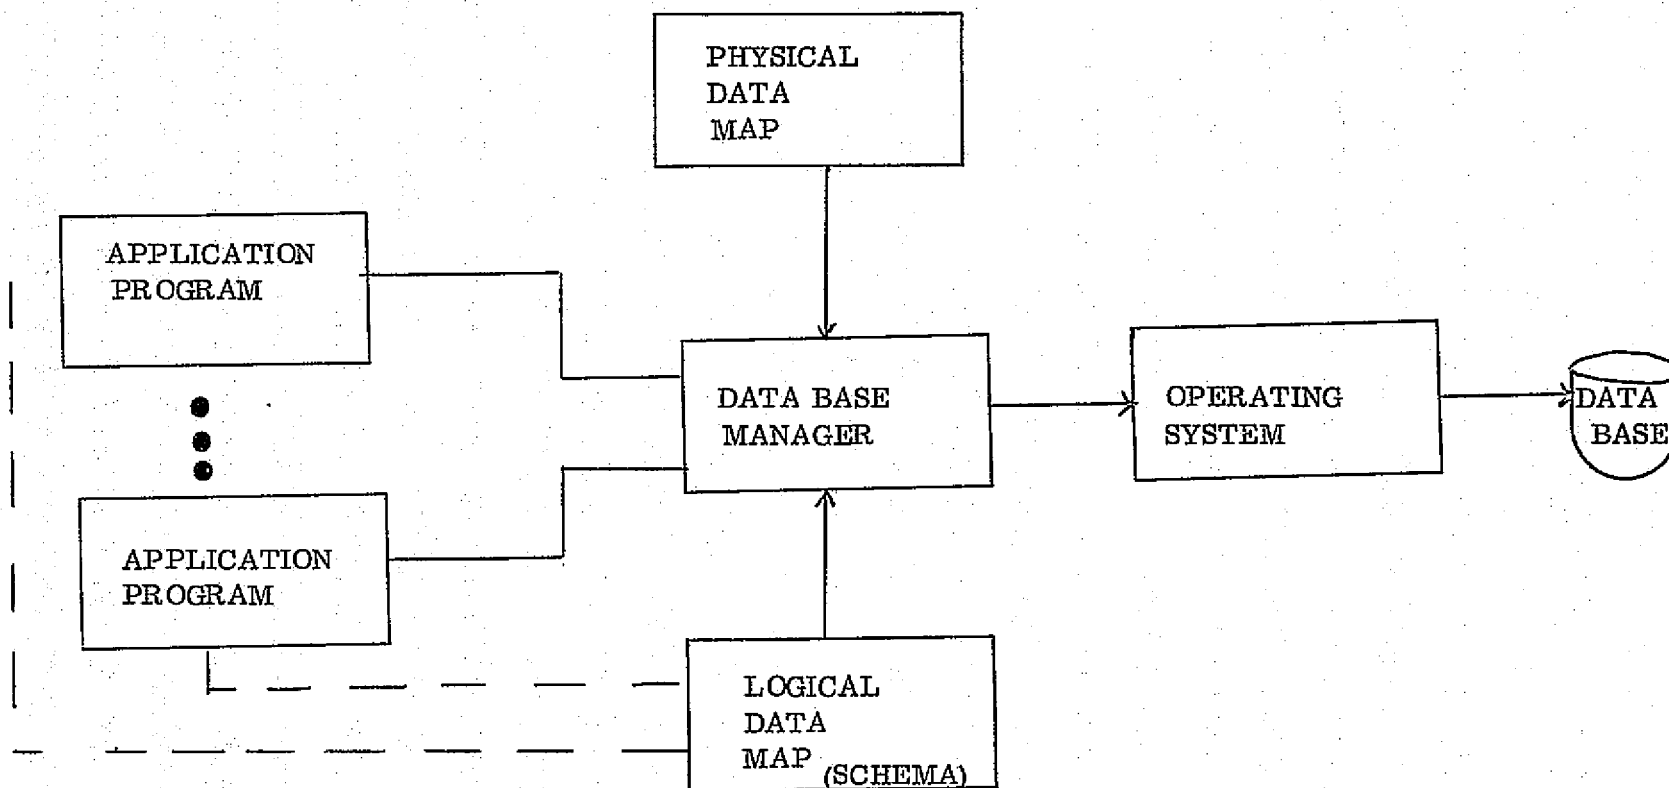 PHYSICAL
DATA
MAP
APPLICATION
PROGRAM
DATA BASE
MANAGER
OPERATING
SYSTEM
DATA
BASE
APPLICATION
PROGRAM
LOGICAL
DATA
MAP (SCHEMA)